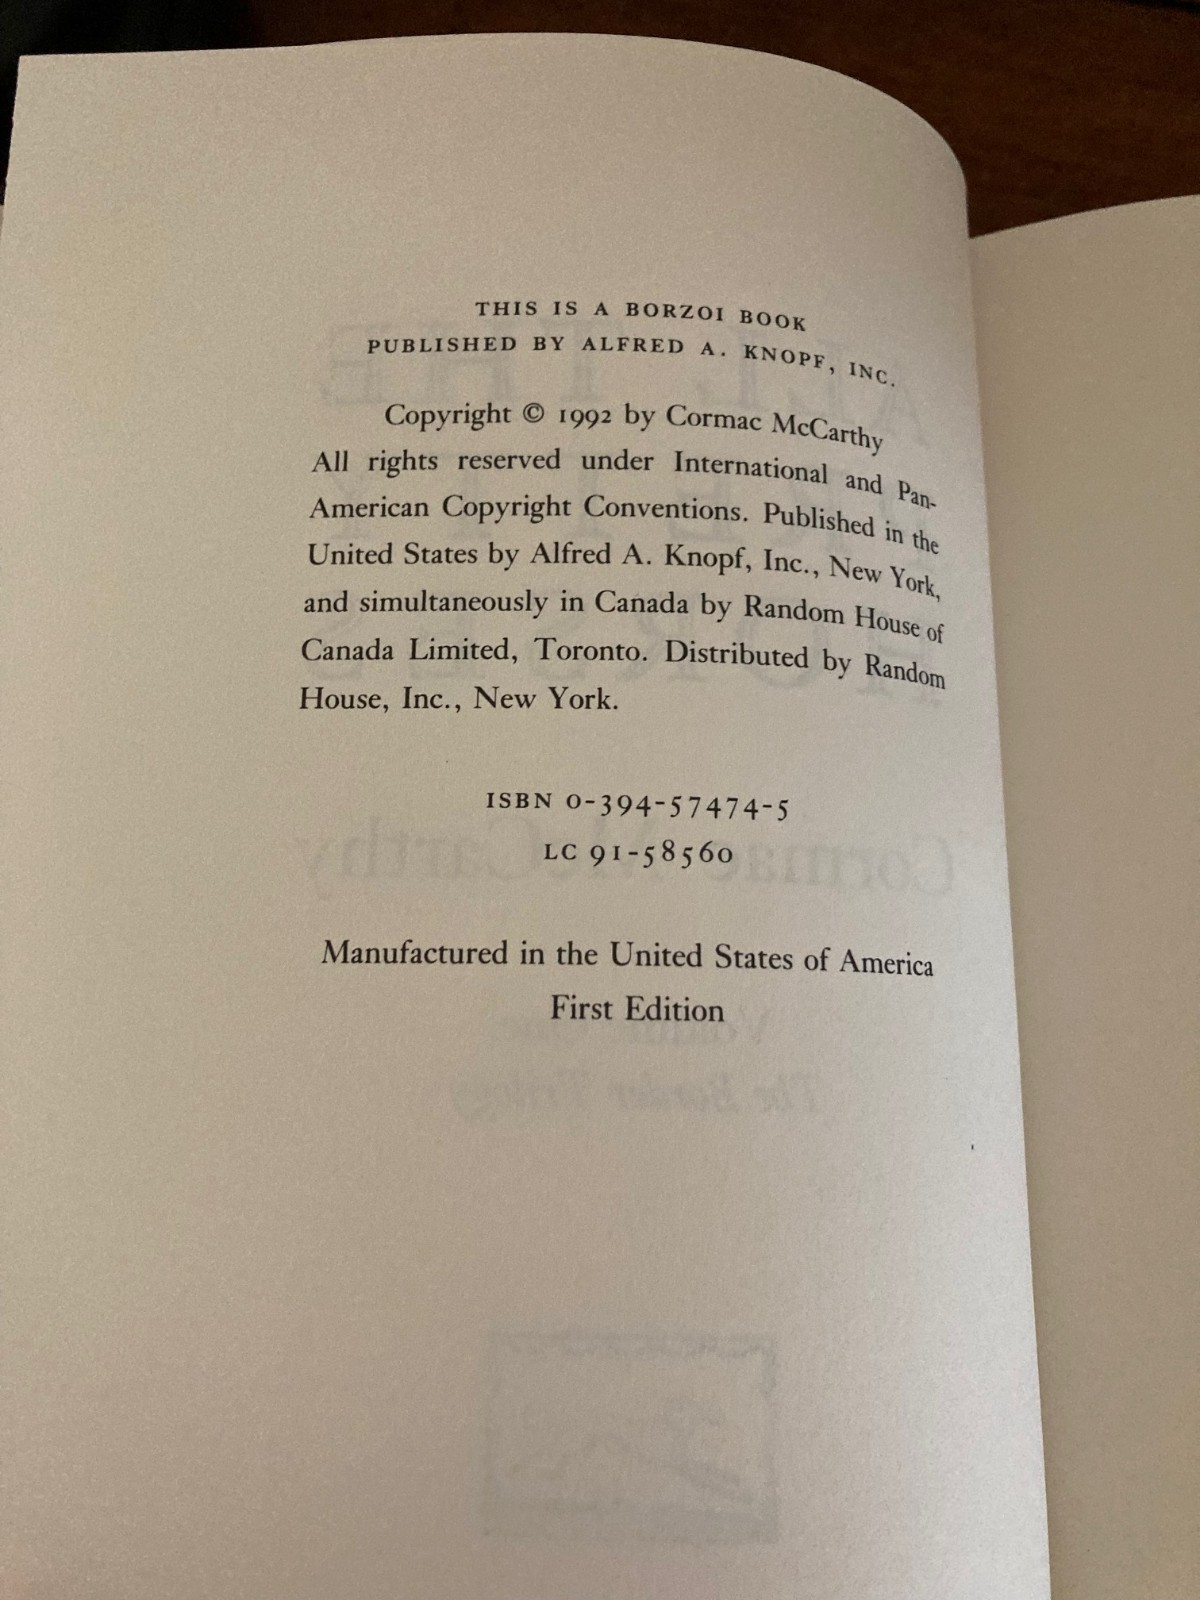 THIS IS A BORZOI BOOK
PUBLISHED BY ALFRED A. KNOPF, INC.
Copyright © 1992 by Cormac McCarthy
All rights reserved under International and Pan-
American Copyright Conventions. Published in the
United States by Alfred A. Knopf, Inc., New York,
and simultaneously in Canada by Random House of
Canada Limited, Toronto. Distributed by Random
House, Inc., New York.
ISBN 0-394-57474-5
LC 91-58560
Manufactured in the United States of America
First Edition